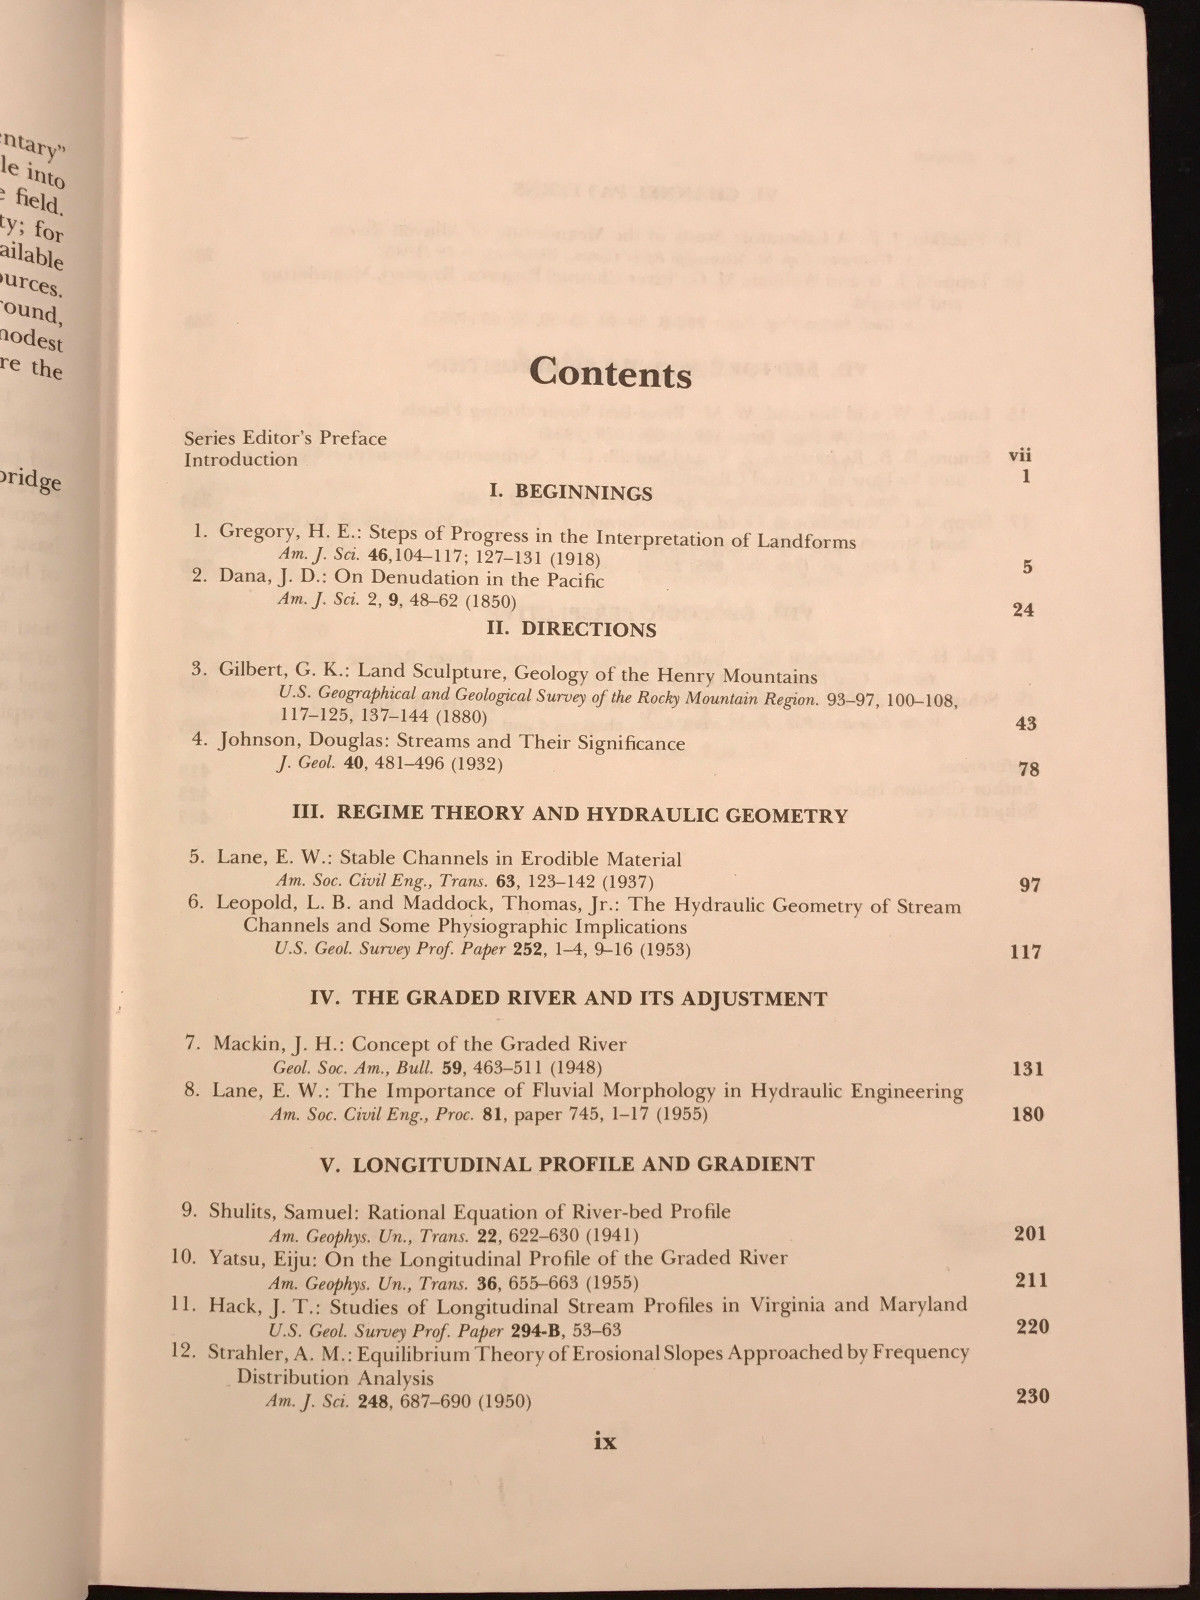 entary”
le into
field.
ty; for
ailable
ources.
round,
modest
re the
bridge
Contents
Series Editor's Preface vii
Introduction 1
I. BEGINNINGS
1. Gregory, H. E.: Steps of Progress in the Interpretation of Landforms
Am. J. Sci. 46,104–117; 127–131 (1918) 5
2. Dana, J. D.: On Denudation in the Pacific
Am. J. Sci. 2, 9, 48–62 (1850) 24
II. DIRECTIONS
3. Gilbert, G. K.: Land Sculpture, Geology of the Henry Mountains
U.S. Geographical and Geological Survey of the Rocky Mountain Region. 93–97, 100–108,
117–125, 137–144 (1880) 43
4. Johnson, Douglas: Streams and Their Significance
J. Geol. 40, 481–496 (1932) 78
III. REGIME THEORY AND HYDRAULIC GEOMETRY
5. Lane, E. W.: Stable Channels in Erodible Material
Am. Soc. Civil Eng., Trans. 63, 123–142 (1937) 97
6. Leopold, L. B. and Maddock, Thomas, Jr.: The Hydraulic Geometry of Stream
Channels and Some Physiographic Implications
U.S. Geol. Survey Prof. Paper 252, 1–4, 9–16 (1953) 117
IV. THE GRADED RIVER AND ITS ADJUSTMENT
7. Mackin, J. H.: Concept of the Graded River
Geol. Soc. Am., Bull. 59, 463–511 (1948) 131
8. Lane, E. W.: The Importance of Fluvial Morphology in Hydraulic Engineering
Am. Soc. Civil Eng., Proc. 81, paper 745, 1–17 (1955) 180
V. LONGITUDINAL PROFILE AND GRADIENT
9. Shulits, Samuel: Rational Equation of River-bed Profile
Am. Geophys. Un., Trans. 22, 622–630 (1941) 201
10. Yatsu, Eiju: On the Longitudinal Profile of the Graded River
Am. Geophys. Un., Trans. 36, 655–663 (1955) 211
11. Hack, J. T.: Studies of Longitudinal Stream Profiles in Virginia and Maryland
U.S. Geol. Survey Prof. Paper 294-B, 53–63 220
12. Strahler, A. M.: Equilibrium Theory of Erosional Slopes Approached by Frequency
Distribution Analysis
Am. J. Sci. 248, 687–690 (1950) 230
ix